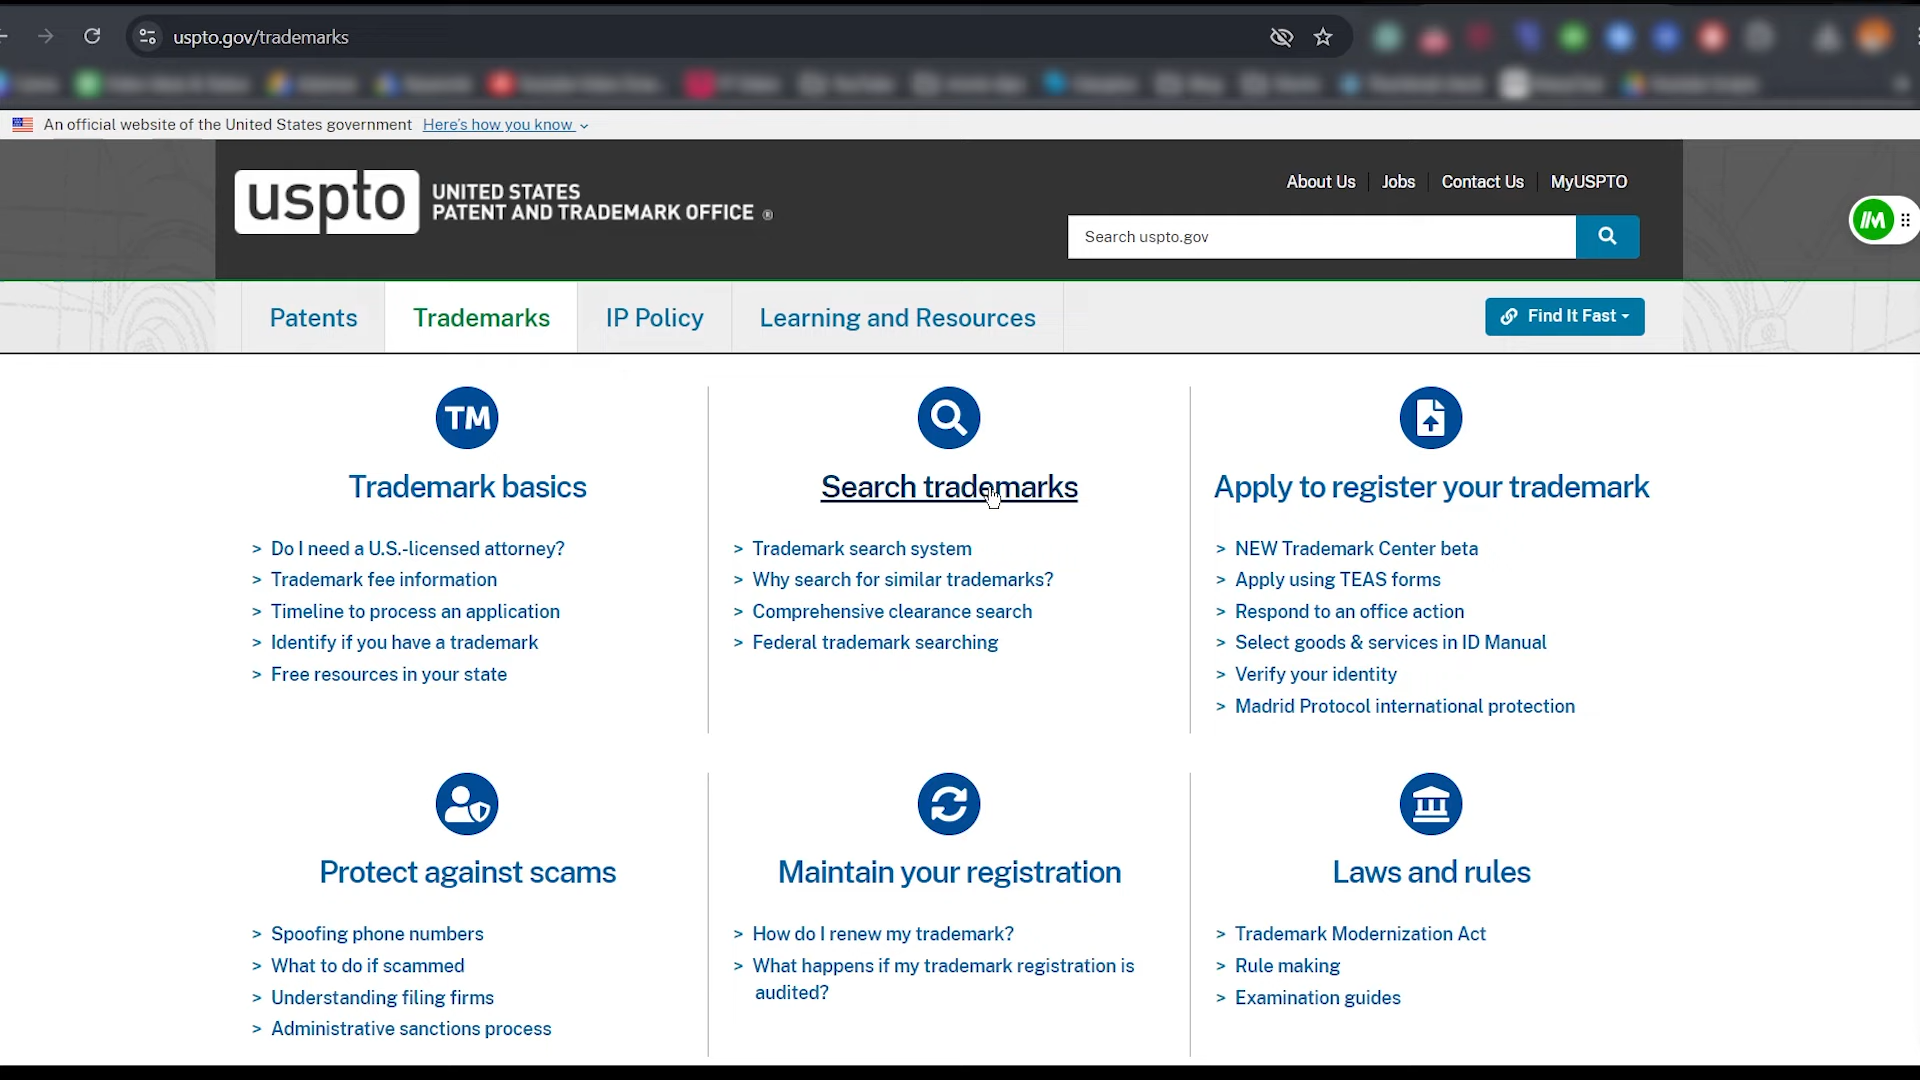 uspto.gov/trademarks
An official website of the United States government Here's how you know
uspto UNITED STATES
PATENT AND TRADEMARK OFFICE ®
About Us Jobs Contact Us MyUSPTO
Search uspto.gov
Patents Trademarks IP Policy Learning and Resources Find It Fast
TM
Trademark basics
> Do I need a U.S.-licensed attorney?
> Trademark fee information
> Timeline to process an application
> Identify if you have a trademark
> Free resources in your state
Search trademarks
> Trademark search system
> Why search for similar trademarks?
> Comprehensive clearance search
> Federal trademark searching
Apply to register your trademark
> NEW Trademark Center beta
> Apply using TEAS forms
> Respond to an office action
> Select goods & services in ID Manual
> Verify your identity
> Madrid Protocol international protection
Protect against scams
> Spoofing phone numbers
> What to do if scammed
> Understanding filing firms
> Administrative sanctions process
Maintain your registration
> How do I renew my trademark?
> What happens if my trademark registration is
audited?
Laws and rules
> Trademark Modernization Act
> Rule making
> Examination guides